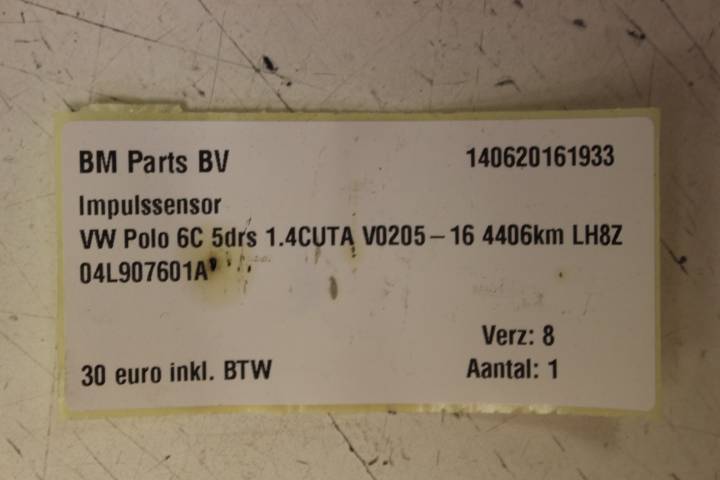 BM Parts BV 140620161933
Impulssensor
VW Polo 6C 5drs 1.4CUTA V0205-16 4406km LH8Z
04L907601A
Verz: 8
30 euro inkl. BTW Aantal: 1